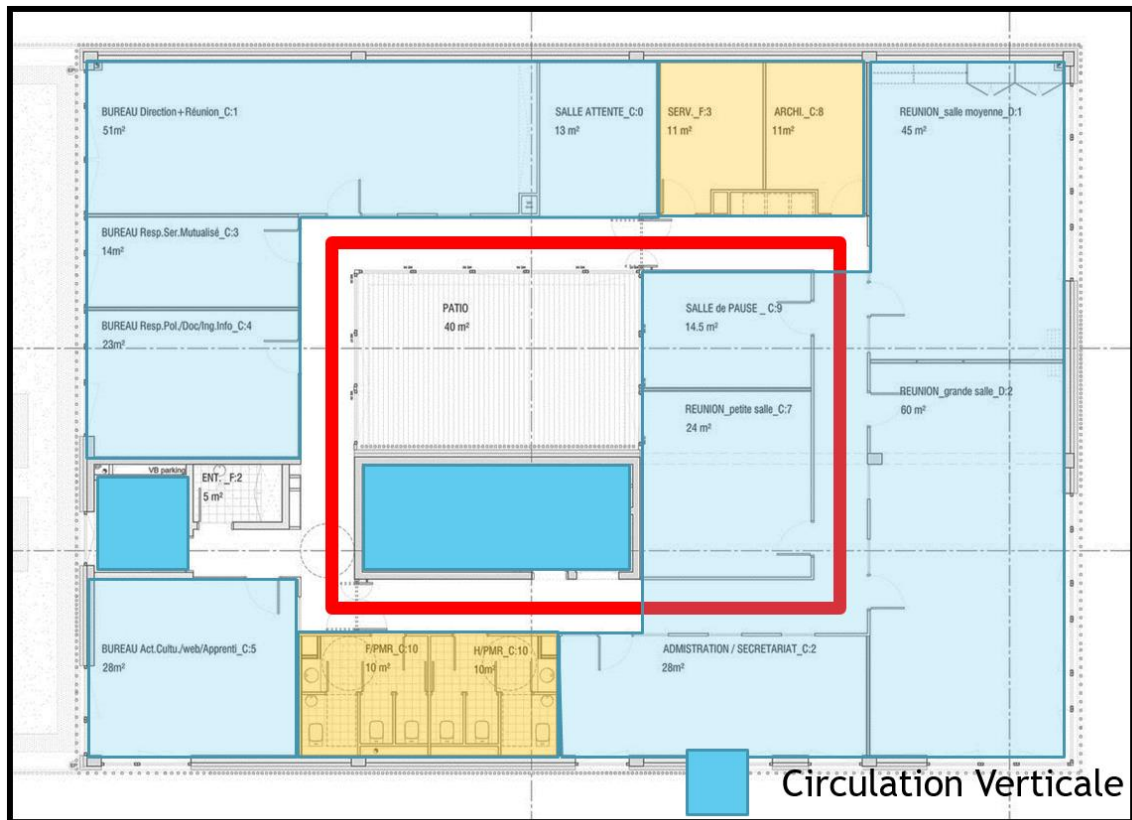 BUREAU Direction+Réunion_C:1
51m²
SALLE ATTENTE_C:0
13 m²
SERV._F:3
11 m²
ARCHI._C:8
11m²
REUNION_salle moyenne_D:1
45 m²
BUREAU Resp.Ser.Mutualisé_C:3
14m²
BUREAU Resp.Pol./Doc/Ing.Info_C:4
23m²
PATIO
40 m²
SALLE de PAUSE _ C:9
14.5 m²
REUNION_petite salle_C:7
24 m²
REUNION_grande salle_D:2
60 m²
VB parking
ENT. _F:2
5 m²
BUREAU Act.Cultu./web/Apprenti_C:5
28m²
F/PMR_C:10
10 m²
H/PMR_C:10
10m²
ADMISTRATION / SECRETARIAT_C:2
28m²
Circulation Verticale